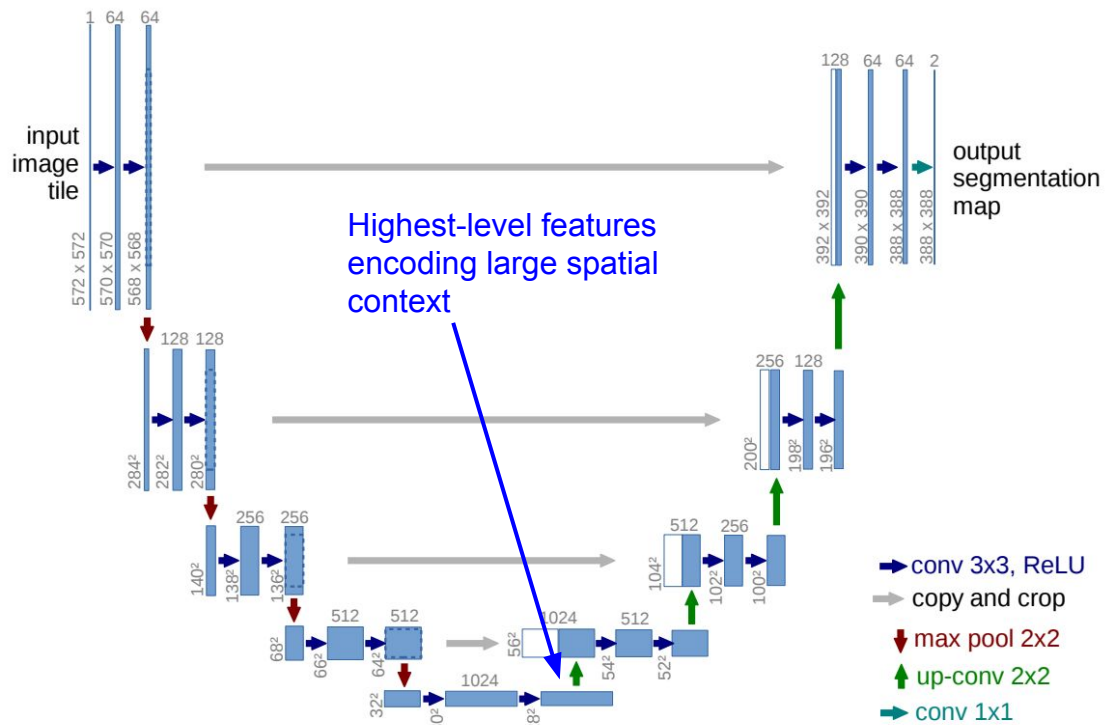 1 64 64
input
image
tile
572 x 572
570 x 570
568 x 568
128 64 64 2
output
segmentation
map
392 x 392
390 x 390
388 x 388
388 x 388
Highest-level features
encoding large spatial
context
128 128
284²
282²
280²
256 128
200²
198²
196²
256 256
140²
138²
136²
512 256
104²
102²
100²
512 512
68²
66²
64²
1024 512
56²
54²
52²
1024
32²
0²
8²
conv 3x3, ReLU
copy and crop
max pool 2x2
up-conv 2x2
conv 1x1